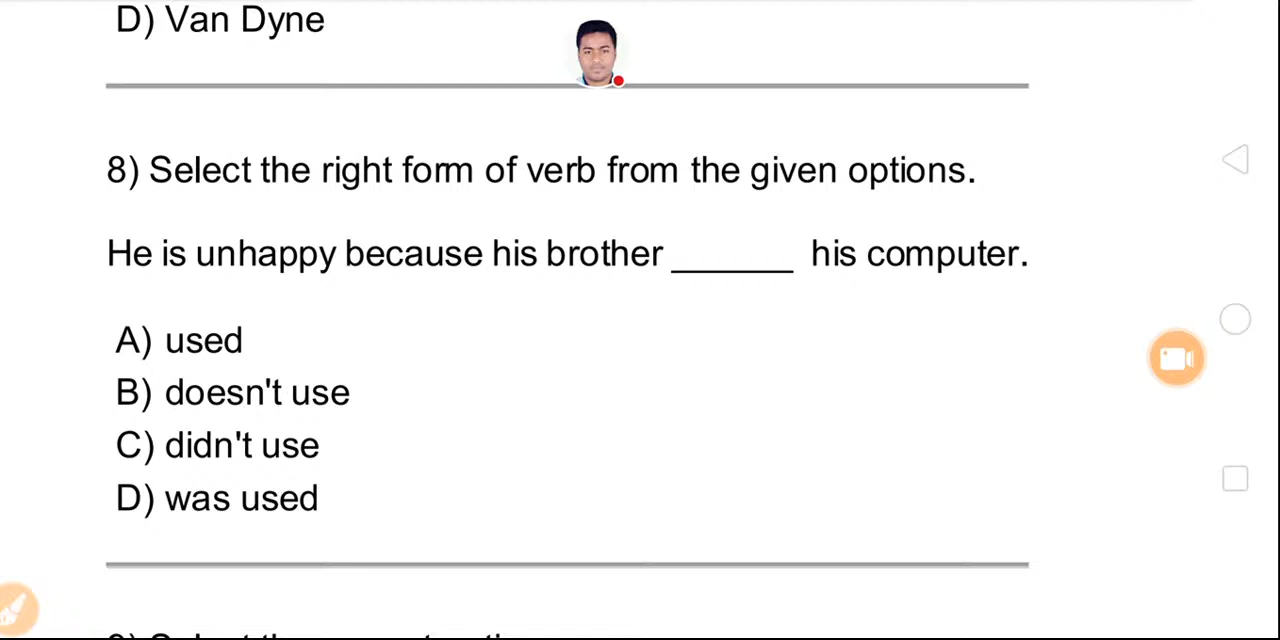 D) Van Dyne
8) Select the right form of verb from the given options.
He is unhappy because his brother ______ his computer.
A) used
B) doesn't use
C) didn't use
D) was used